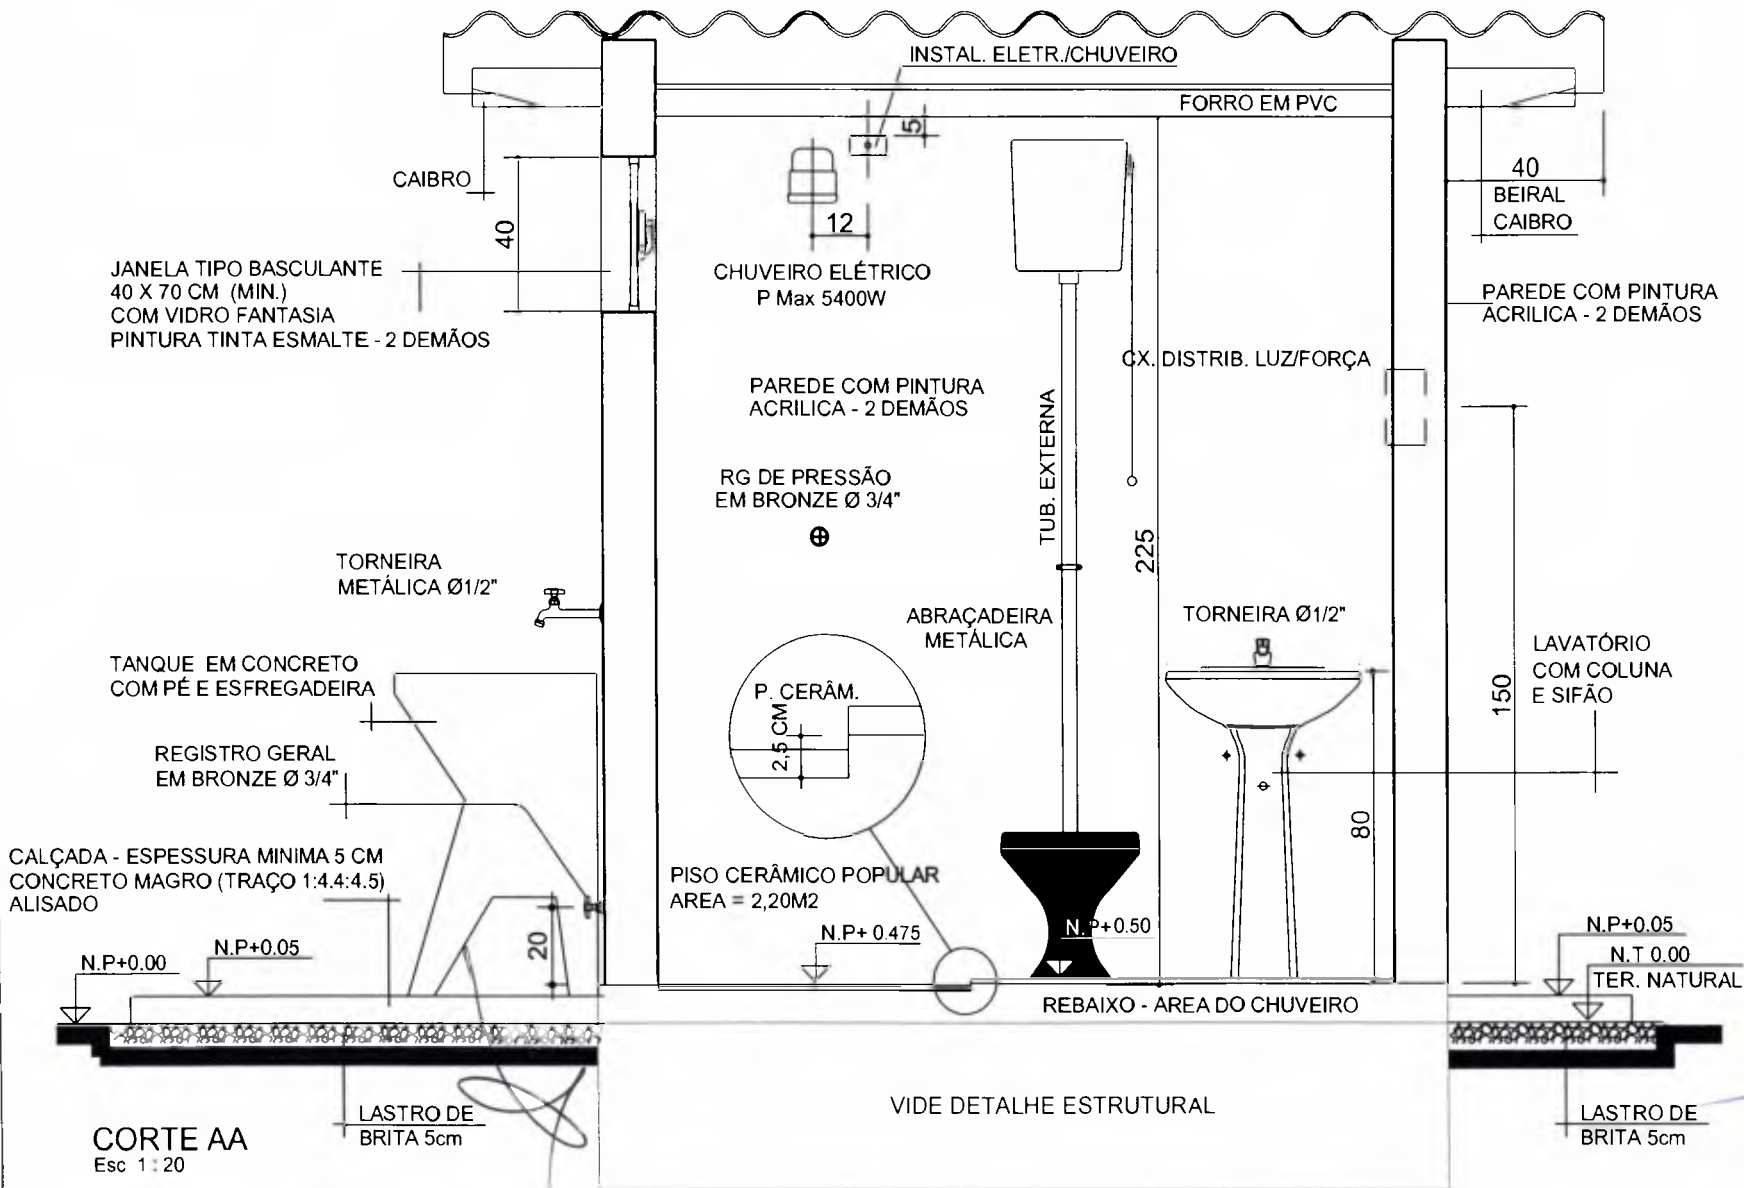 INSTAL. ELETR./CHUVEIRO
FORRO EM PVC
5
CAIBRO
40
12
40
BEIRAL
CAIBRO
JANELA TIPO BASCULANTE
40 X 70 CM (MIN.)
COM VIDRO FANTASIA
PINTURA TINTA ESMALTE - 2 DEMÃOS
CHUVEIRO ELÉTRICO
P Max 5400W
PAREDE COM PINTURA
ACRILICA - 2 DEMÃOS
CX. DISTRIB. LUZ/FORÇA
PAREDE COM PINTURA
ACRILICA - 2 DEMÃOS
RG DE PRESSÃO
EM BRONZE Ø 3/4"
TUB. EXTERNA
225
TORNEIRA
METÁLICA Ø1/2"
ABRAÇADEIRA
METÁLICA
TORNEIRA Ø1/2"
LAVATÓRIO
COM COLUNA
E SIFÃO
150
TANQUE EM CONCRETO
COM PÉ E ESFREGADEIRA
P. CERÂM.
2,5 CM
REGISTRO GERAL
EM BRONZE Ø 3/4"
80
CALÇADA - ESPESSURA MINIMA 5 CM
CONCRETO MAGRO (TRAÇO 1:4.4:4.5)
ALISADO
PISO CERÂMICO POPULAR
AREA = 2,20M2
20
N.P+0.00
N.P+0.05
N.P+ 0.475
N.P+0.50
N.P+0.05
N.T 0.00
TER. NATURAL
REBAIXO - AREA DO CHUVEIRO
VIDE DETALHE ESTRUTURAL
LASTRO DE
BRITA 5cm
LASTRO DE
BRITA 5cm
CORTE AA
Esc 1:20